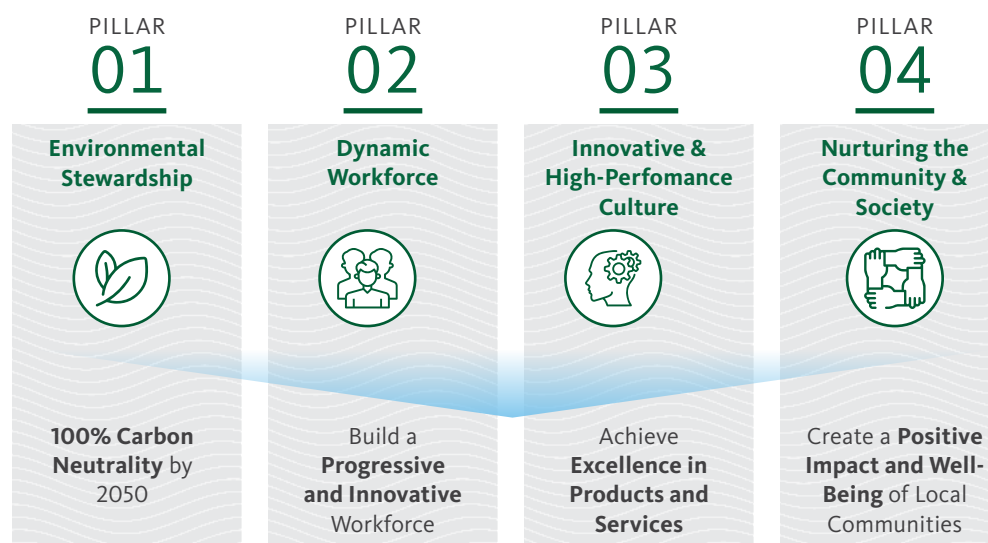 PILLAR
01
Environmental
Stewardship
100% Carbon
Neutrality by
2050
PILLAR
02
Dynamic
Workforce
Build a
Progressive
and Innovative
Workforce
PILLAR
03
Innovative &
High-Perfomance
Culture
Achieve
Excellence in
Products and
Services
PILLAR
04
Nurturing the
Community &
Society
Create a Positive
Impact and Well-
Being of Local
Communities